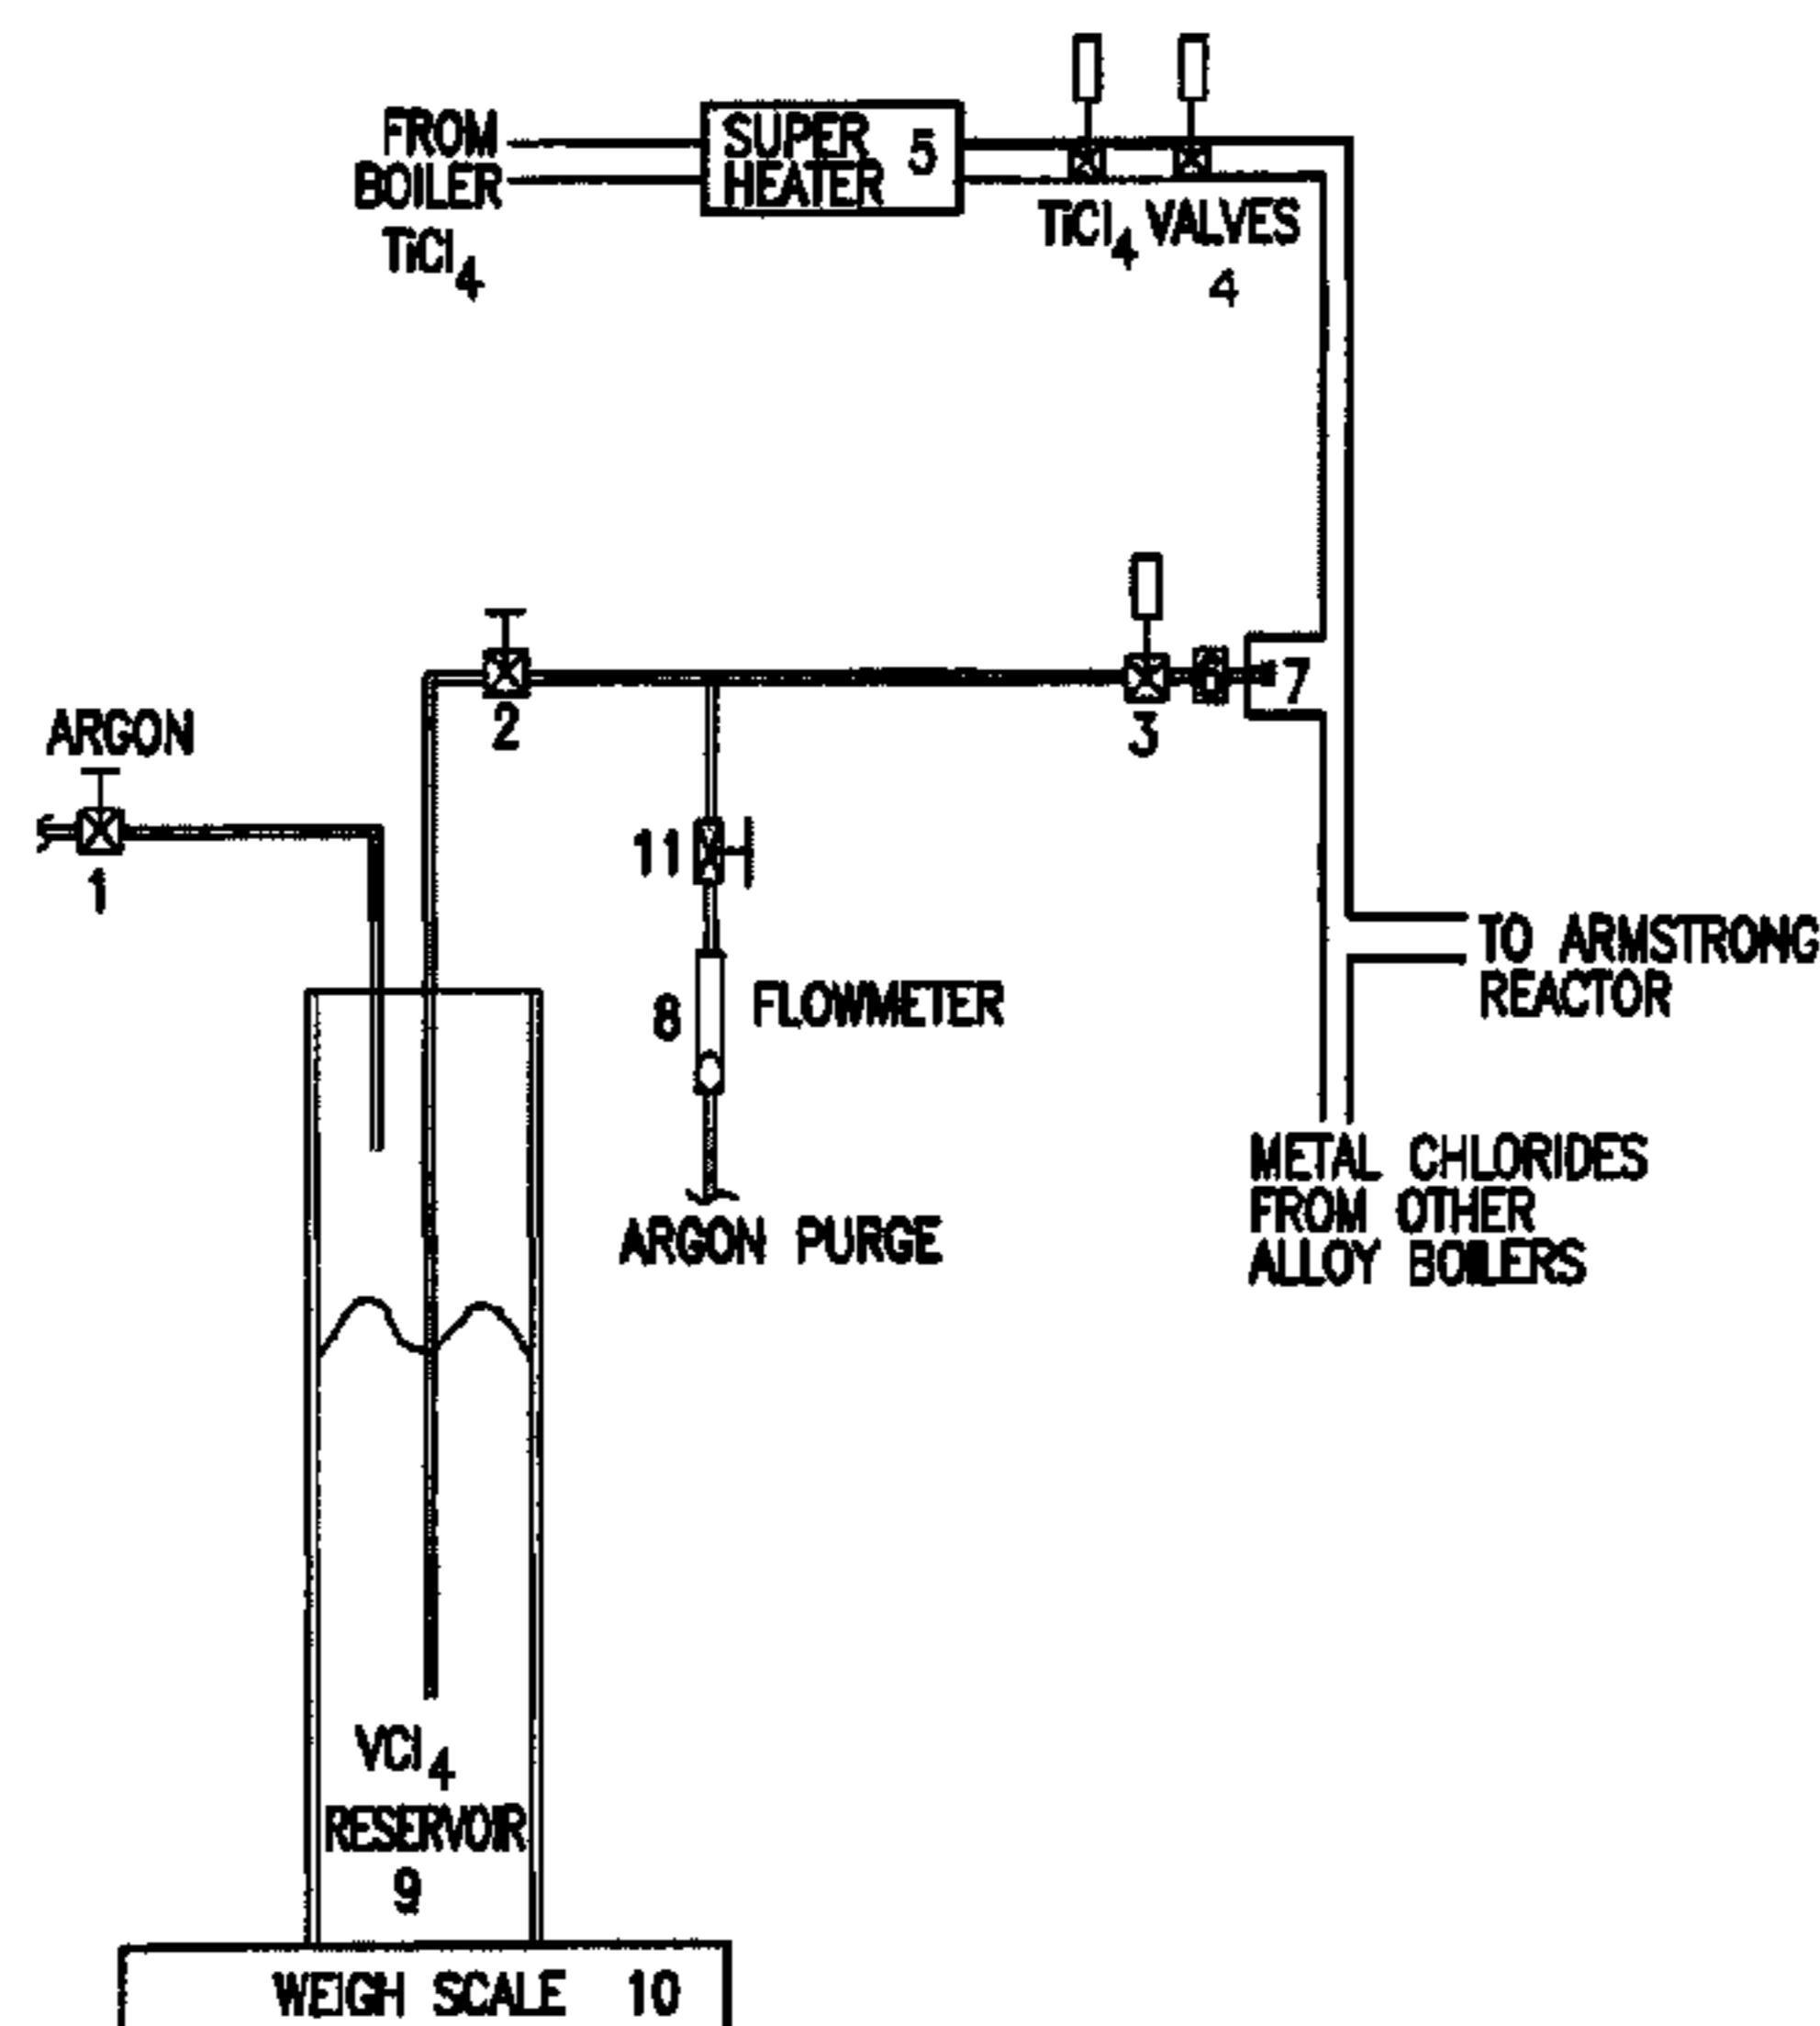 FROM
BOILER
TiCl4
SUPER
HEATER 5
TiCl4 VALVES
4
2
3
6
7
ARGON
1
11
8 FLOWMETER
ARGON PURGE
TO ARMSTRONG
REACTOR
METAL CHLORIDES
FROM OTHER
ALLOY BOILERS
VCl4
RESERVOIR
9
WEIGH SCALE 10